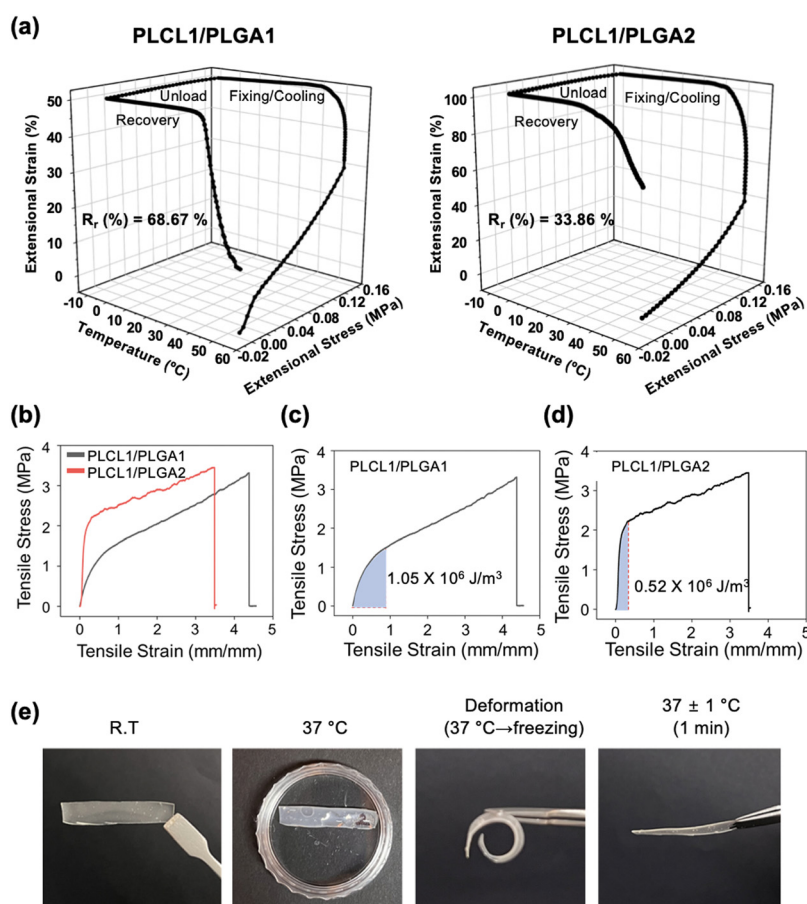 (a)
PLCL1/PLGA1
PLCL1/PLGA2
Extensional Strain (%)
50
40
30
20
10
0
Unload
Fixing/Cooling
Recovery
Rr (%) = 68.67 %
-10
0
10
20
30
40
50
60
Temperature (ºC)
-0.02
0.00
0.04
0.08
0.12
0.16
Extensional Stress (MPa)
Extensional Strain (%)
100
80
60
40
20
0
Unload
Fixing/Cooling
Recovery
Rr (%) = 33.86 %
-10
0
10
20
30
40
50
60
Temperature (ºC)
-0.02
0.00
0.04
0.08
0.12
0.16
Extensional Stress (MPa)
(b)
PLCL1/PLGA1
PLCL1/PLGA2
Tensile Stress (MPa)
4
3
2
1
0
0 1 2 3 4 5
Tensile Strain (mm/mm)
(c)
PLCL1/PLGA1
1.05 X 10⁶ J/m³
Tensile Stress (MPa)
4
3
2
1
0
0 1 2 3 4 5
Tensile Strain (mm/mm)
(d)
PLCL1/PLGA2
0.52 X 10⁶ J/m³
Tensile Stress (MPa)
4
3
2
1
0
0 1 2 3 4 5
Tensile Strain (mm/mm)
(e)
R.T
37 °C
Deformation
(37 °C→freezing)
37 ± 1 °C
(1 min)